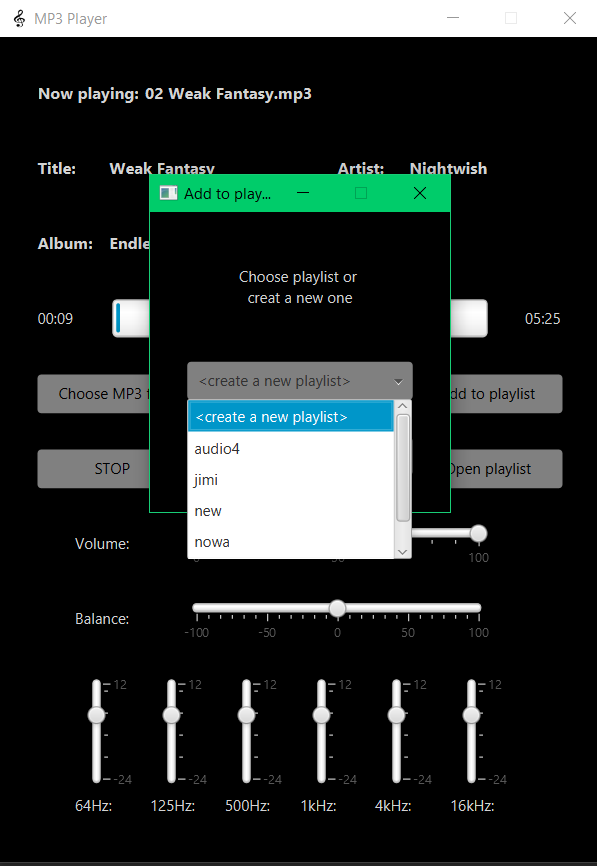 MP3 Player
Now playing: 02 Weak Fantasy.mp3
Title: Weak Fantasy Artist: Nightwish
Add to play...
Album: Endle
Choose playlist or
creat a new one
00:09 05:25
<create a new playlist>
Choose MP3 dd to playlist
<create a new playlist>
audio4
STOP Open playlist
jimi
new
nowa
Volume:
0 50 100
Balance:
-100 -50 0 50 100
12 12 12 12 12 12
-24 -24 -24 -24 -24 -24
64Hz: 125Hz: 500Hz: 1kHz: 4kHz: 16kHz: